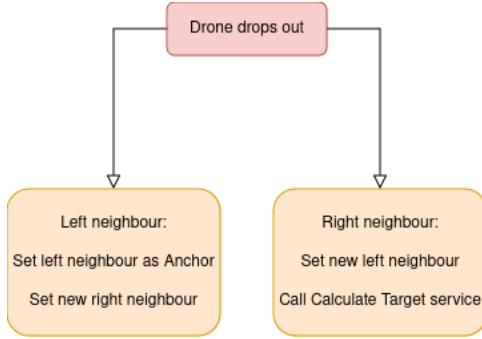 Drone drops out
Left neighbour:
Set left neighbour as Anchor
Set new right neighbour
Right neighbour:
Set new left neighbour
Call Calculate Target service